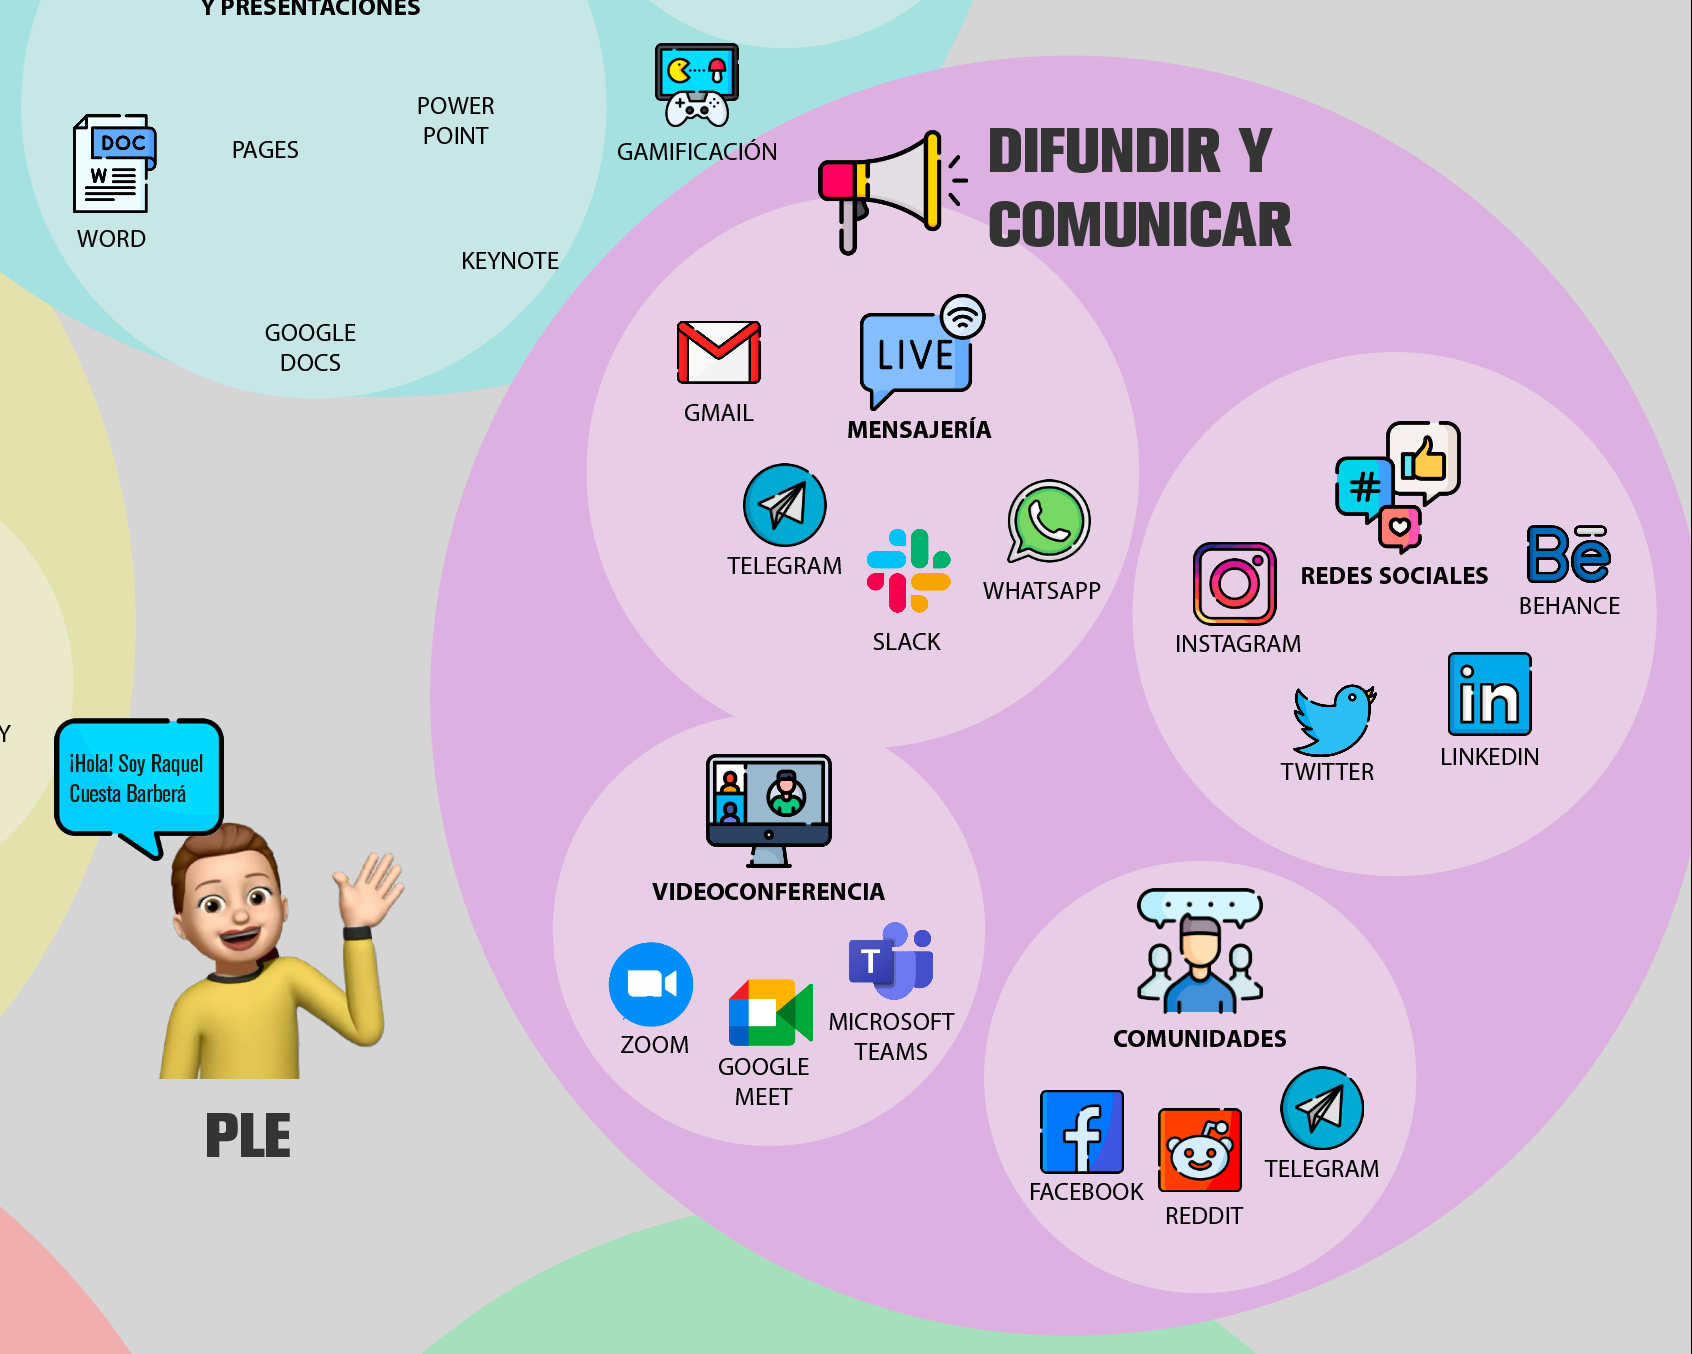 Y PRESENTACIONES
DOC
W
WORD
PAGES
POWER
POINT
KEYNOTE
GOOGLE
DOCS
GAMIFICACIÓN
DIFUNDIR Y
COMUNICAR
GMAIL
LIVE
MENSAJERÍA
TELEGRAM
SLACK
WHATSAPP
#
REDES SOCIALES
INSTAGRAM
Bē
BEHANCE
TWITTER
in
LINKEDIN
Y
¡Hola! Soy Raquel
Cuesta Barberá
PLE
VIDEOCONFERENCIA
ZOOM
GOOGLE
MEET
T
MICROSOFT
TEAMS
COMUNIDADES
f
FACEBOOK
REDDIT
TELEGRAM